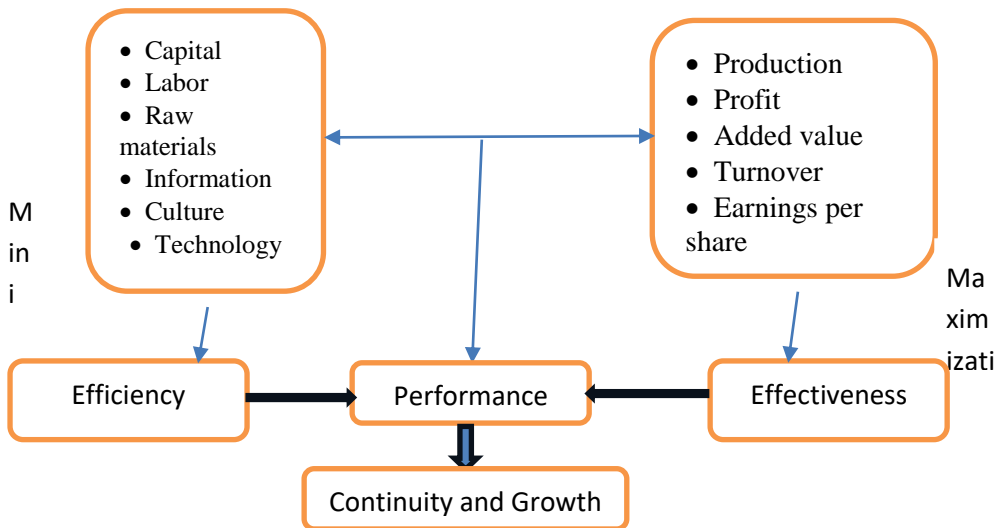 • Capital
• Labor
• Raw
materials
• Information
• Culture
• Technology
• Production
• Profit
• Added value
• Turnover
• Earnings per
share
M
in
i
Ma
xim
izati
Efficiency
Performance
Effectiveness
Continuity and Growth